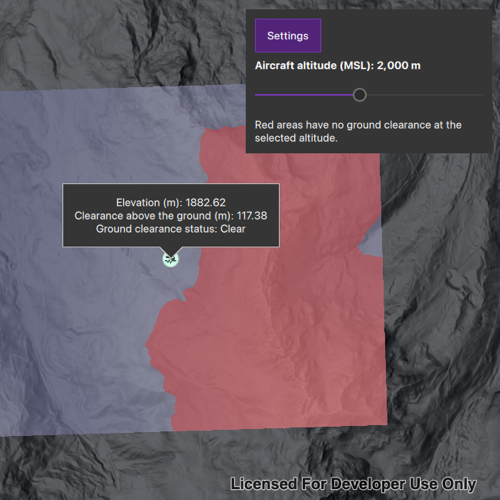 Settings
Aircraft altitude (MSL): 2,000 m
Red areas have no ground clearance at the
selected altitude.
Elevation (m): 1882.62
Clearance above the ground (m): 117.38
Ground clearance status: Clear
Licensed For Developer Use Only